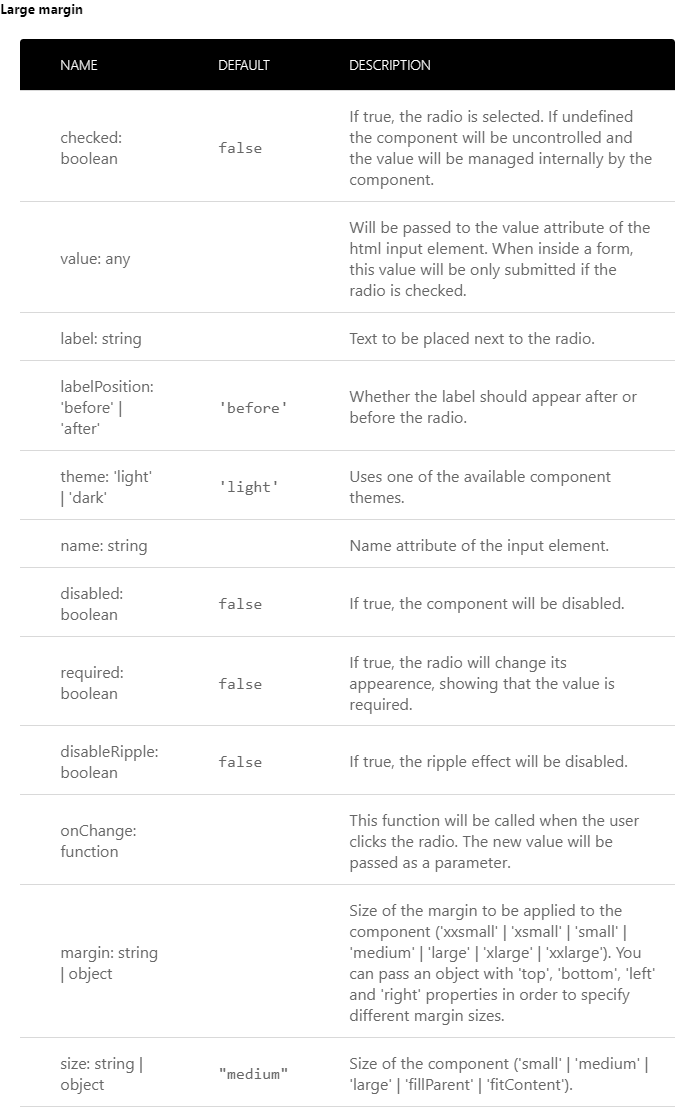 Large margin
NAME DEFAULT DESCRIPTION
checked: boolean false If true, the radio is selected. If undefined
the component will be uncontrolled and
the value will be managed internally by the
component.
value: any Will be passed to the value attribute of the
html input element. When inside a form,
this value will be only submitted if the
radio is checked.
label: string Text to be placed next to the radio.
labelPosition:
'before' |
'after'
'before'
Whether the label should appear after or
before the radio.
theme: 'light'
| 'dark'
'light'
Uses one of the available component
themes.
name: string Name attribute of the input element.
disabled:
boolean
false
If true, the component will be disabled.
required:
boolean
false
If true, the radio will change its
appearence, showing that the value is
required.
disableRipple:
boolean
false
If true, the ripple effect will be disabled.
onChange:
function
This function will be called when the user
clicks the radio. The new value will be
passed as a parameter.
margin: string
| object
Size of the margin to be applied to the
component ('xxsmall' | 'xsmall' | 'small' |
'medium' | 'large' | 'xlarge' | 'xxlarge'). You
can pass an object with 'top', 'bottom', 'left'
and 'right' properties in order to specify
different margin sizes.
size: string |
object
"medium"
Size of the component ('small' | 'medium' |
'large' | 'fillParent' | 'fitContent').